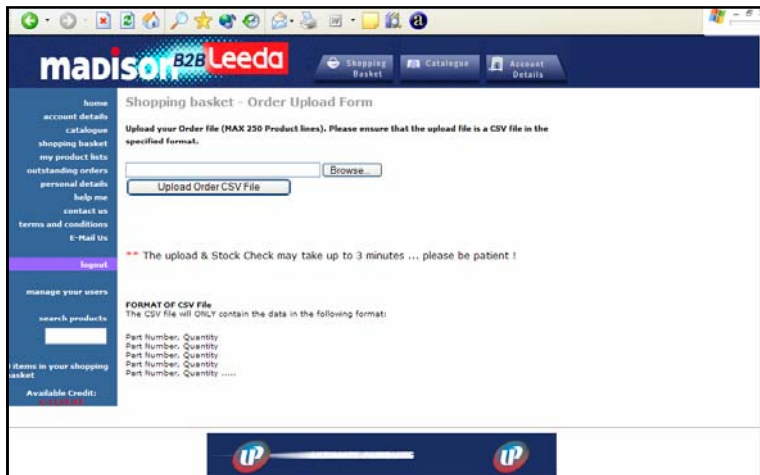 madison B2B Leeda
Shopping Basket
Catalogue
Account Details
home
account details
catalogue
shopping basket
my product lists
outstanding orders
personal details
help me
contact us
terms and conditions
E-Mail Us
logout
manage your users
search products
items in your shopping
basket
Available Credit:
Shopping basket - Order Upload Form
Upload your Order file (MAX 250 Product lines). Please ensure that the upload file is a CSV file in the
specified format.
Browse...
Upload Order CSV File
** The upload & Stock Check may take up to 3 minutes ... please be patient !
FORMAT OF CSV File
The CSV file will ONLY contain the data in the following format:
Part Number, Quantity
Part Number, Quantity
Part Number, Quantity
Part Number, Quantity
Part Number, Quantity .....
UP
UP